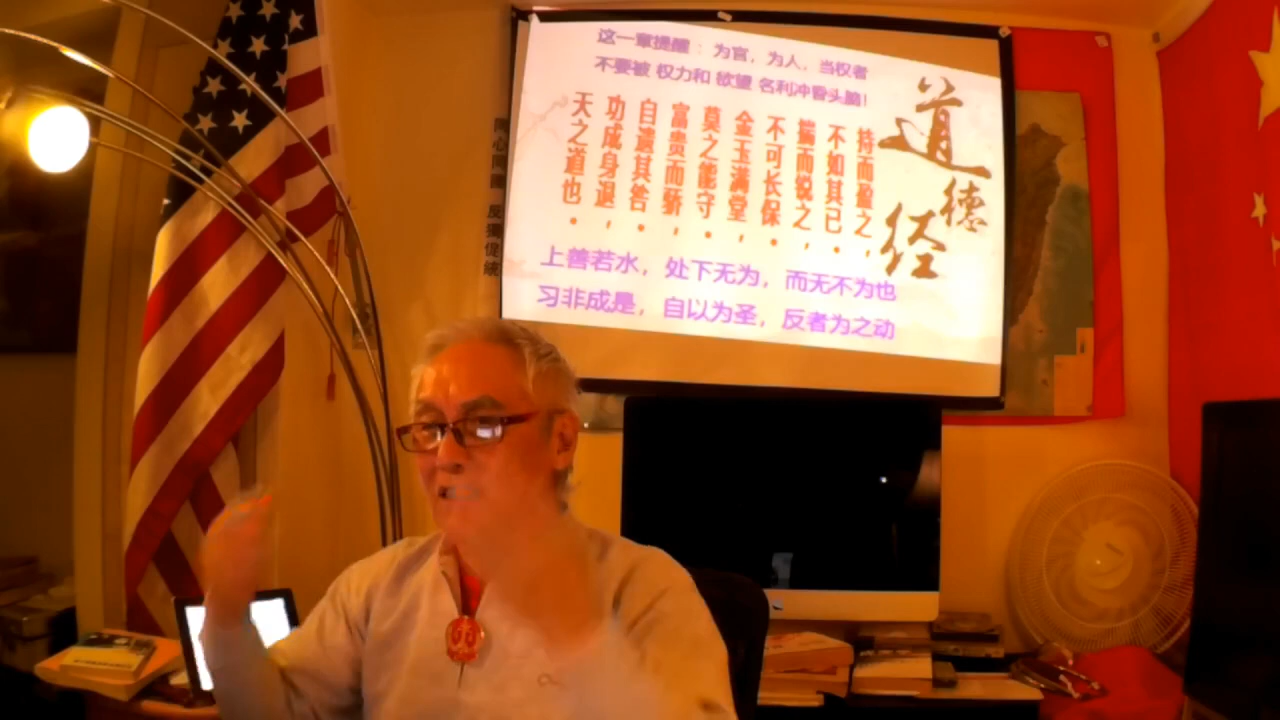 这一章提醒：为官，为人，当权者
不要被 权力和 欲望 名利冲昏头脑！
道德经
持而盈之，
不如其已。
揣而锐之，
不可长保。
金玉满堂，
莫之能守。
富贵而骄，
自遗其咎。
功成身退，
天之道也。
上善若水，处下无为，而无不为也
习非成是，自以为圣，反者为之动
反獨促統